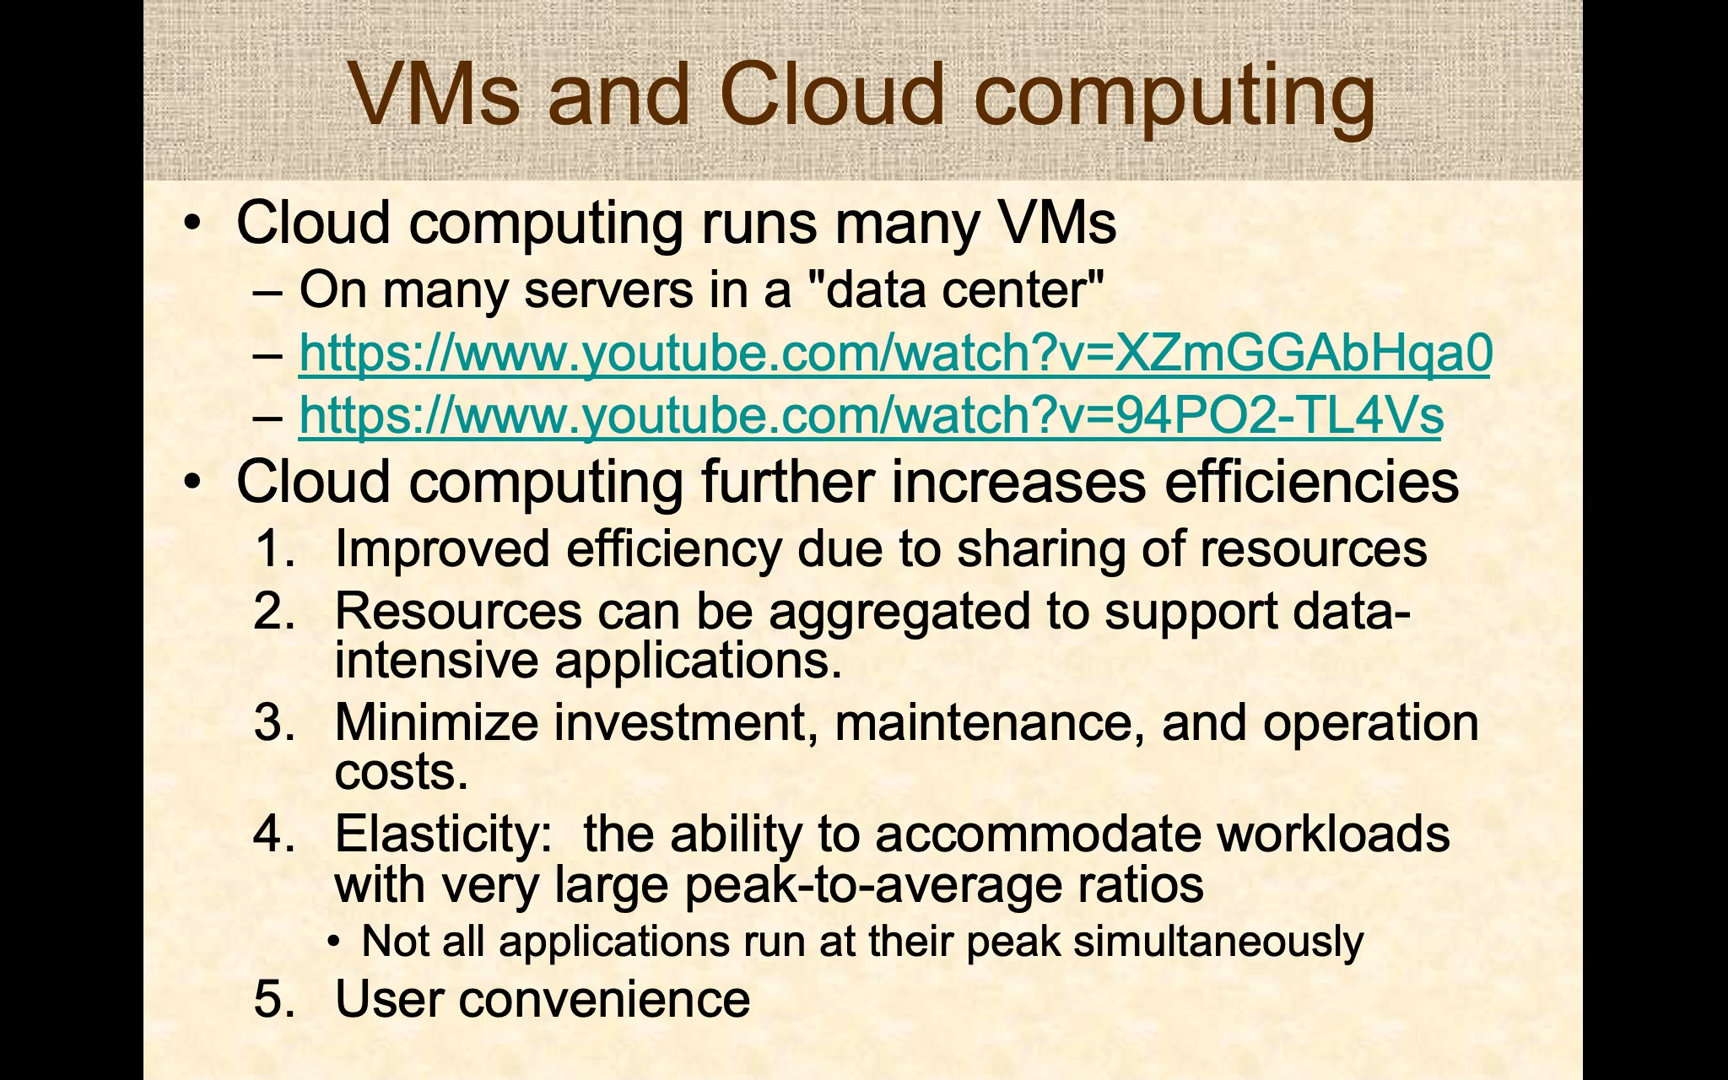 VMs and Cloud computing
• Cloud computing runs many VMs
– On many servers in a "data center"
– https://www.youtube.com/watch?v=XZmGGAbHqa0
– https://www.youtube.com/watch?v=94PO2-TL4Vs
• Cloud computing further increases efficiencies
1. Improved efficiency due to sharing of resources
2. Resources can be aggregated to support data-
intensive applications.
3. Minimize investment, maintenance, and operation
costs.
4. Elasticity:  the ability to accommodate workloads
with very large peak-to-average ratios
• Not all applications run at their peak simultaneously
5. User convenience